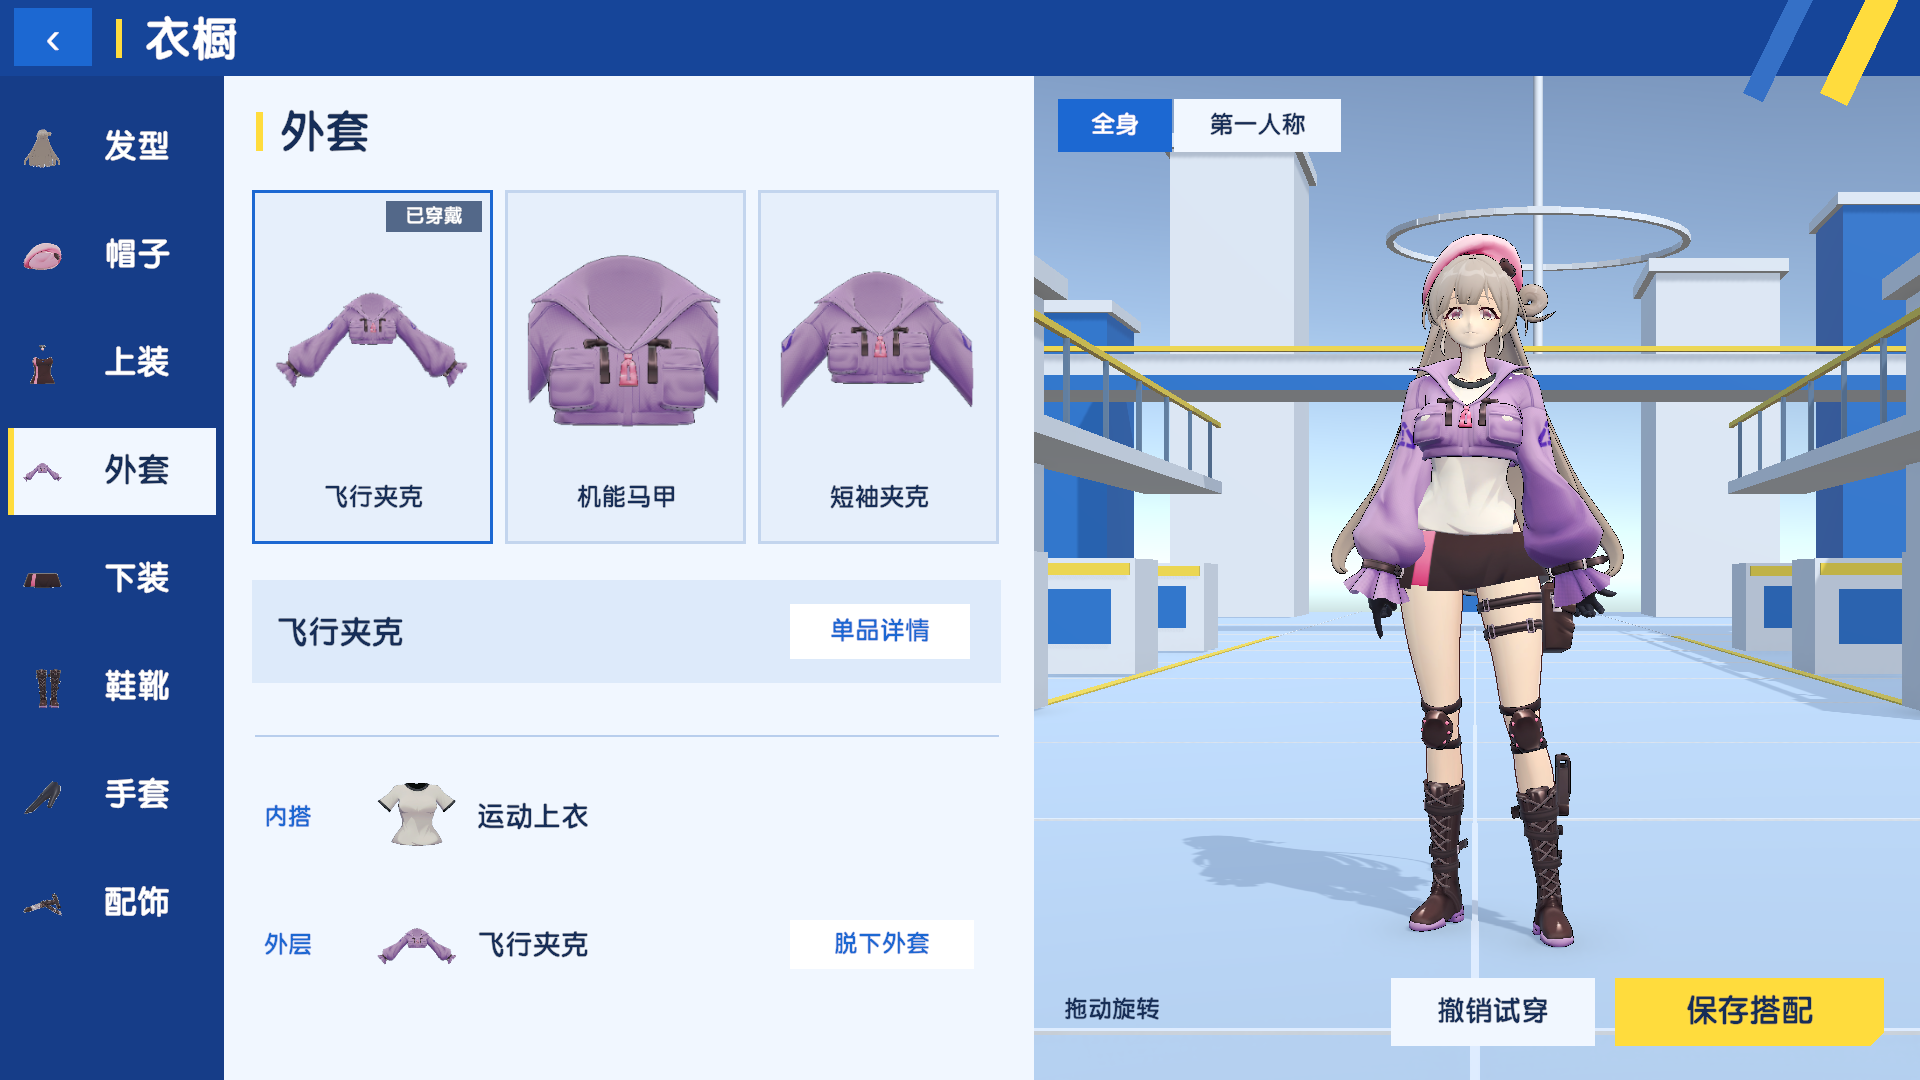 衣橱
发型
帽子
上装
外套
下装
鞋靴
手套
配饰
外套
已穿戴
飞行夹克
机能马甲
短袖夹克
飞行夹克
单品详情
内搭
运动上衣
外层
飞行夹克
脱下外套
全身
第一人称
拖动旋转
撤销试穿
保存搭配